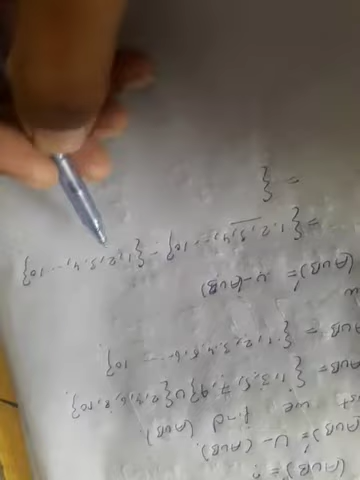 (A∪B)' = ?
(A∪B)' = U - (A∪B)
we find (A∪B)
A∪B = {1,3,5,7,9} ∪ {2,4,6,8,10}
A∪B = {1,2,3,4,5,6, ... 10}
(A∪B)' = U - (A∪B)
= {1,2,3,4, ..., 10} - {1,2,3,4, ... 10}
= {